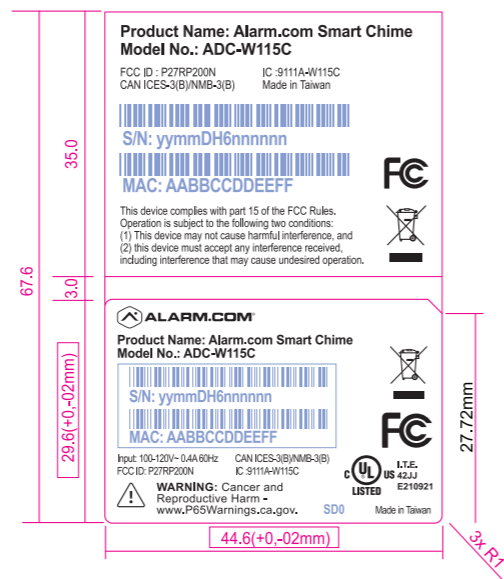 Product Name: Alarm.com Smart Chime
Model No.: ADC-W115C
FCC ID : P27RP200N IC :9111A-W115C
CAN ICES-3(B)/NMB-3(B) Made in Taiwan
S/N: yymmDH6nnnnnn
MAC: AABBCCDDEEFF
FC
This device complies with part 15 of the FCC Rules.
Operation is subject to the following two conditions:
(1) This device may not cause harmful interference, and
(2) this device must accept any interference received,
including interference that may cause undesired operation.
35.0
67.6
3.0
29.6(+0,-02mm)
ALARM.COM®
Product Name: Alarm.com Smart Chime
Model No.: ADC-W115C
S/N: yymmDH6nnnnnn
MAC: AABBCCDDEEFF
FC
Input: 100-120V~ 0.4A 60Hz CAN ICES-3(B)/NMB-3(B)
FCC ID: P27RP200N IC :9111A-W115C
C UL US LISTED
I.T.E.
42JJ
E210921
WARNING: Cancer and
Reproductive Harm -
www.P65Warnings.ca.gov.
SD0 Made in Taiwan
27.72mm
44.6(+0,-02mm)
3x R1